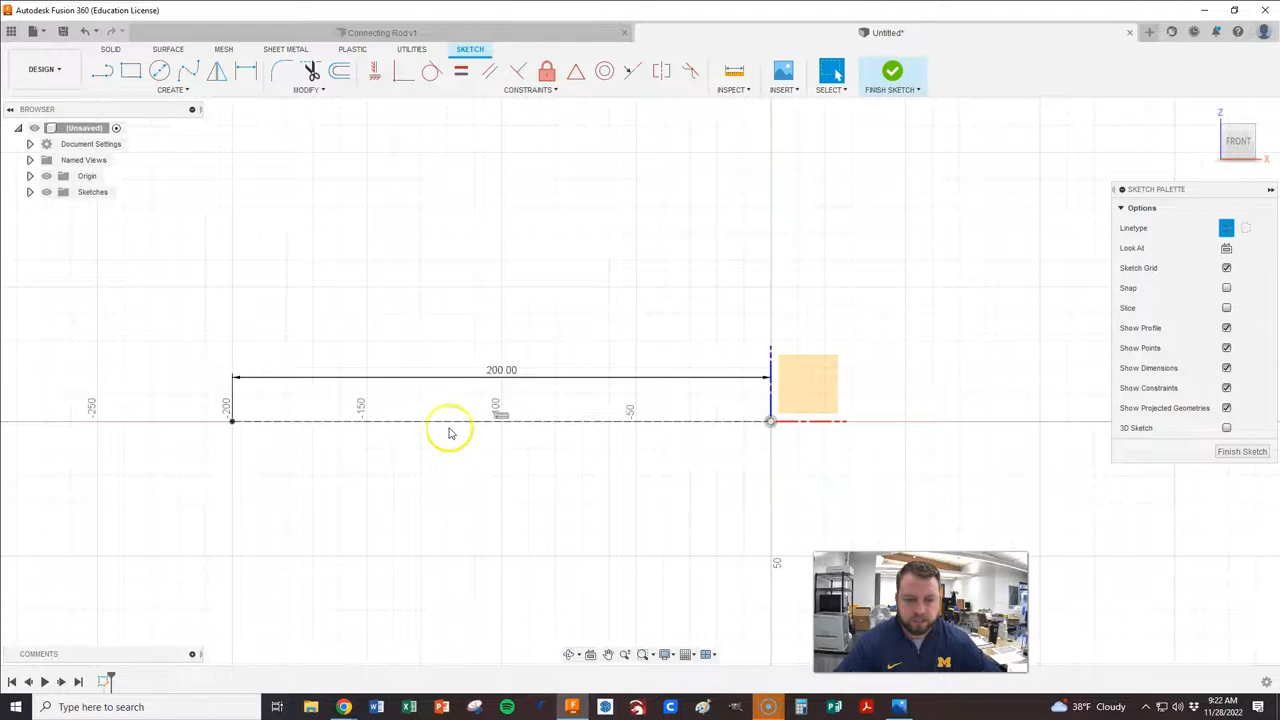 Autodesk Fusion 360 (Education License)
Connecting Rod v1
Untitled*
SOLID SURFACE MESH SHEET METAL PLASTIC UTILITIES SKETCH
DESIGN
CREATE MODIFY CONSTRAINTS INSPECT INSERT SELECT FINISH SKETCH
BROWSER
(Unsaved)
Document Settings
Named Views
Origin
Sketches
Z
FRONT
X
SKETCH PALETTE
Options
Linetype
Look At
Sketch Grid
Snap
Slice
Show Profile
Show Points
Show Dimensions
Show Constraints
Show Projected Geometries
3D Sketch
Finish Sketch
200.00
-250
-200
-150
-50
50
M
COMMENTS
Type here to search
38°F Cloudy
9:22 AM
11/28/2022